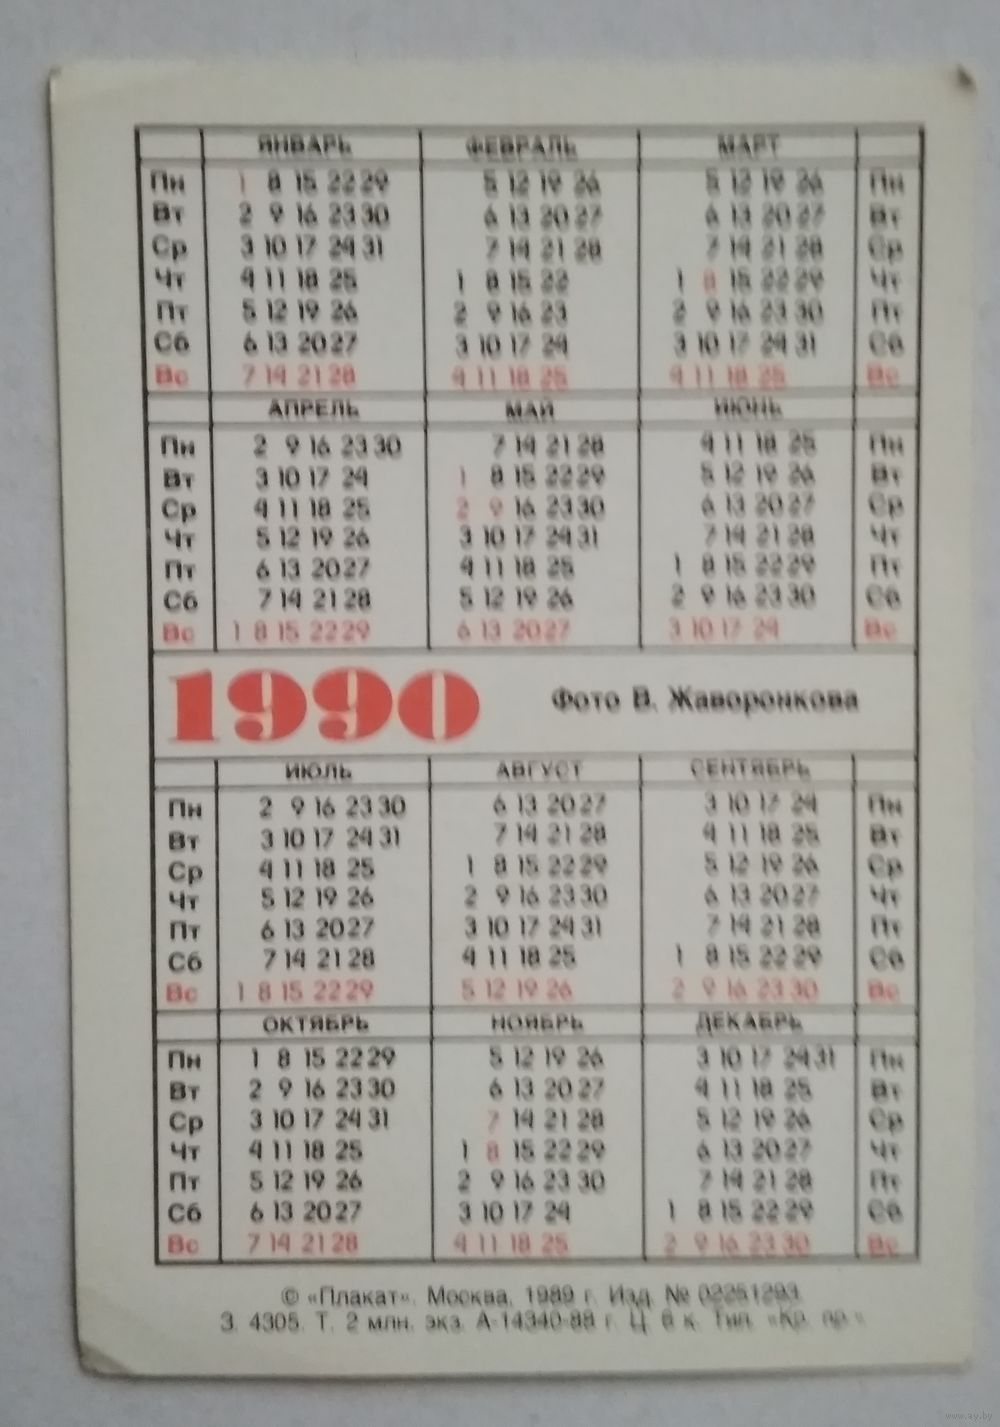 ЯНВАРЬ ФЕВРАЛЬ МАРТ
Пн 1 8 15 22 29 5 12 19 26 5 12 19 26 Пн
Вт 2 9 16 23 30 6 13 20 27 6 13 20 27 Вт
Ср 3 10 17 24 31 7 14 21 28 7 14 21 28 Ср
Чт 4 11 18 25 1 8 15 22 1 8 15 22 29 Чт
Пт 5 12 19 26 2 9 16 23 2 9 16 23 30 Пт
Сб 6 13 20 27 3 10 17 24 3 10 17 24 31 Сб
Вс 7 14 21 28 4 11 18 25 4 11 18 25 Вс
АПРЕЛЬ МАЙ ИЮНЬ
Пн 2 9 16 23 30 7 14 21 28 4 11 18 25 Пн
Вт 3 10 17 24 1 8 15 22 29 5 12 19 26 Вт
Ср 4 11 18 25 2 9 16 23 30 6 13 20 27 Ср
Чт 5 12 19 26 3 10 17 24 31 7 14 21 28 Чт
Пт 6 13 20 27 4 11 18 25 1 8 15 22 29 Пт
Сб 7 14 21 28 5 12 19 26 2 9 16 23 30 Сб
Вс 1 8 15 22 29 6 13 20 27 3 10 17 24 Вс
1990 Фото В. Жаворонкова
ИЮЛЬ АВГУСТ СЕНТЯБРЬ
Пн 2 9 16 23 30 6 13 20 27 3 10 17 24 Пн
Вт 3 10 17 24 31 7 14 21 28 4 11 18 25 Вт
Ср 4 11 18 25 1 8 15 22 29 5 12 19 26 Ср
Чт 5 12 19 26 2 9 16 23 30 6 13 20 27 Чт
Пт 6 13 20 27 3 10 17 24 31 7 14 21 28 Пт
Сб 7 14 21 28 4 11 18 25 1 8 15 22 29 Сб
Вс 1 8 15 22 29 5 12 19 26 2 9 16 23 30 Вс
ОКТЯБРЬ НОЯБРЬ ДЕКАБРЬ
Пн 1 8 15 22 29 5 12 19 26 3 10 17 24 31 Пн
Вт 2 9 16 23 30 6 13 20 27 4 11 18 25 Вт
Ср 3 10 17 24 31 7 14 21 28 5 12 19 26 Ср
Чт 4 11 18 25 1 8 15 22 29 6 13 20 27 Чт
Пт 5 12 19 26 2 9 16 23 30 7 14 21 28 Пт
Сб 6 13 20 27 3 10 17 24 1 8 15 22 29 Сб
Вс 7 14 21 28 4 11 18 25 2 9 16 23 30 Вс
© «Плакат». Москва, 1989 г. Изд. № 02251293.
З. 4305. Т. 2 млн. экз. А-14340-88 г. Ц. 6 к. Тип. «Кр. пр.»
www.ay.by